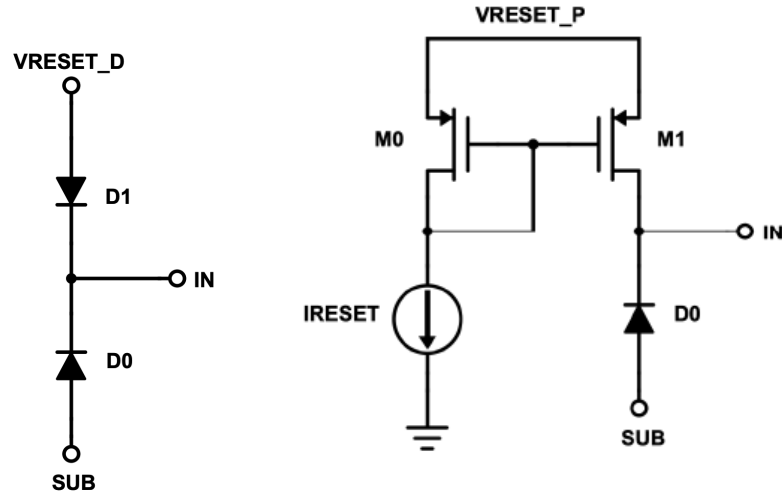 VRESET_D
D1
IN
D0
SUB
VRESET_P
M0
M1
IN
IRESET
D0
SUB